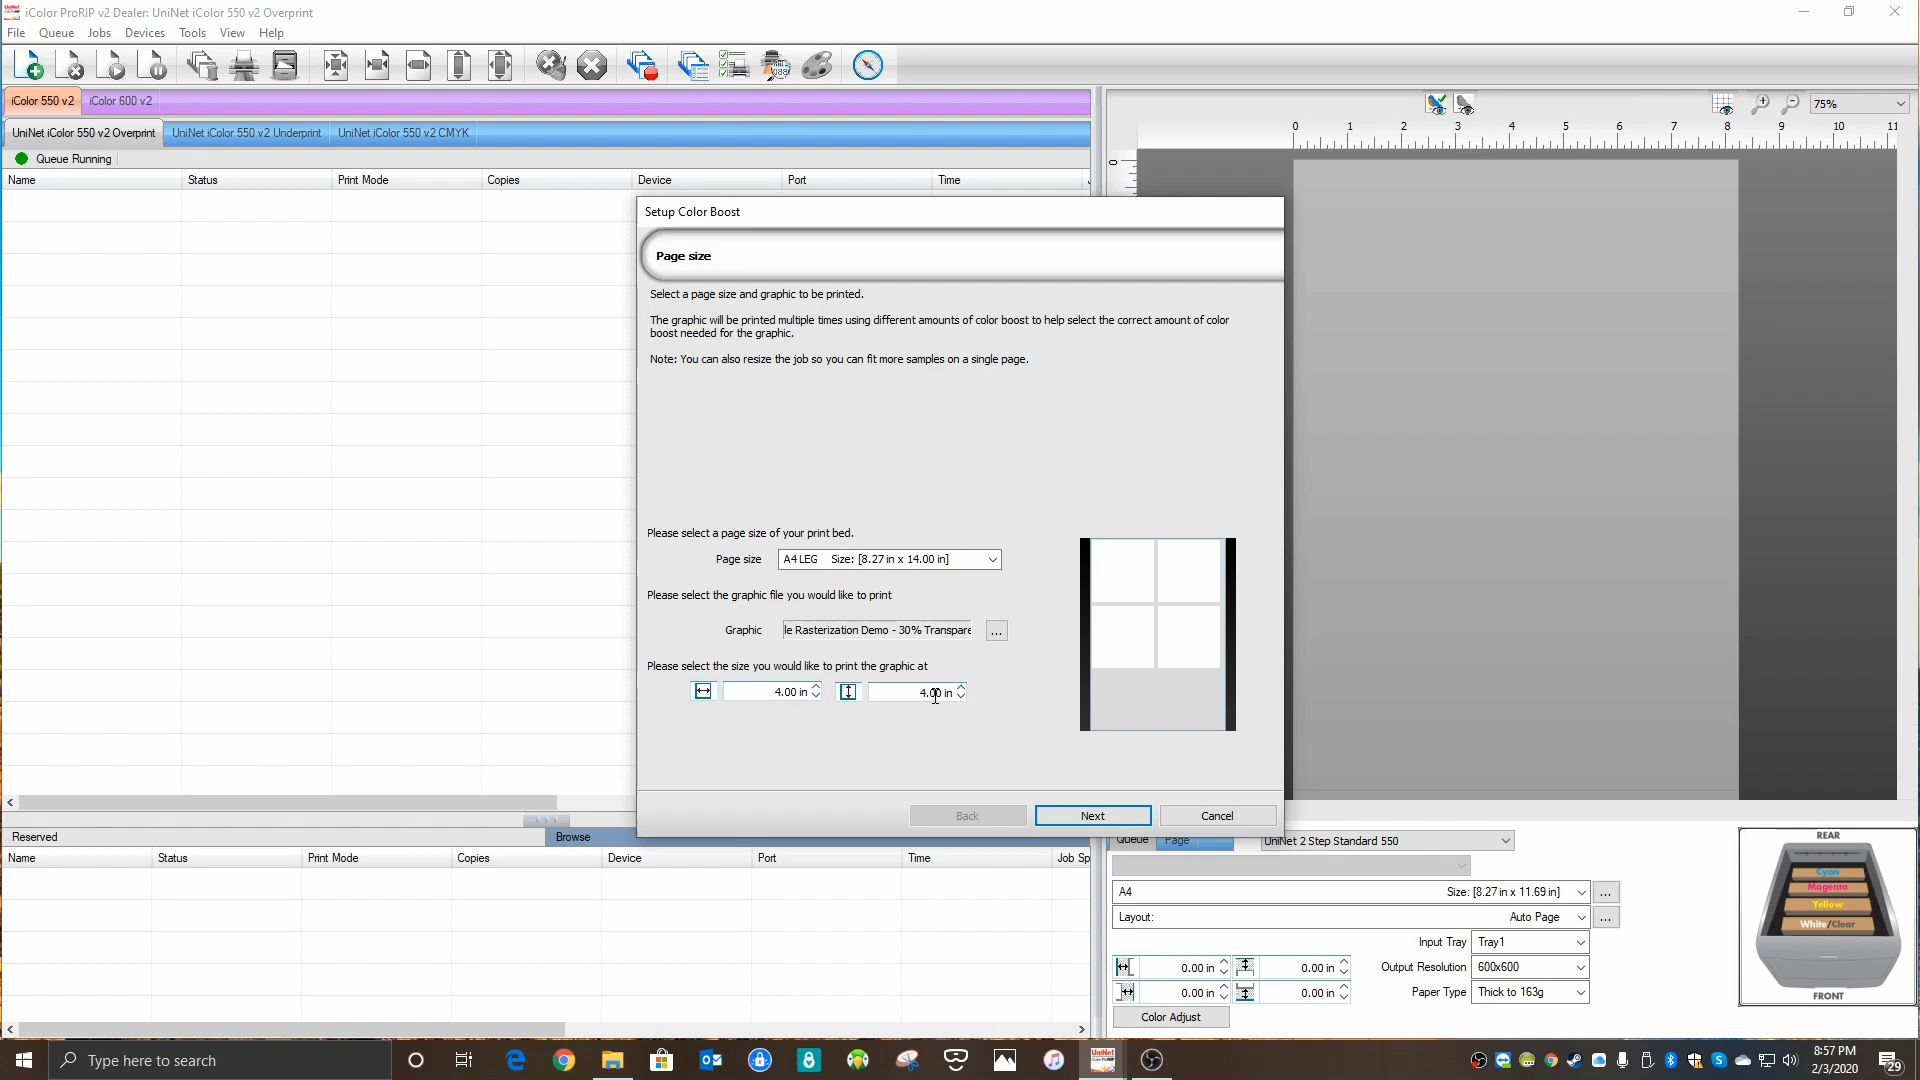 iColor ProRIP v2 Dealer: UniNet iColor 550 v2 Overprint
File Queue Jobs Devices Tools View Help
iColor 550 v2 iColor 600 v2
UniNet iColor 550 v2 Overprint UniNet iColor 550 v2 Underprint UniNet iColor 550 v2 CMYK
Queue Running
Name Status Print Mode Copies Device Port Time
75%
0 1 2 3 4 5 6 7 8 9 10 11
0
Setup Color Boost
Page size
Select a page size and graphic to be printed.
The graphic will be printed multiple times using different amounts of color boost to help select the correct amount of color
boost needed for the graphic.
Note: You can also resize the job so you can fit more samples on a single page.
Please select a page size of your print bed.
Page size A4 LEG Size: [8.27 in x 14.00 in]
Please select the graphic file you would like to print
Graphic le Rasterization Demo - 30% Transpare ...
Please select the size you would like to print the graphic at
4.00 in 4.00 in
Back Next Cancel
Reserved Browse
Name Status Print Mode Copies Device Port Time Job Sp
Queue Page UniNet 2 Step Standard 550
A4 Size: [8.27 in x 11.69 in] ...
Layout: Auto Page ...
Input Tray Tray1
0.00 in 0.00 in Output Resolution 600x600
0.00 in 0.00 in Paper Type Thick to 163g
Color Adjust
REAR
Cyan
Magenta
Yellow
White/Clear
FRONT
Type here to search
UniNet
8:57 PM
2/3/2020
29